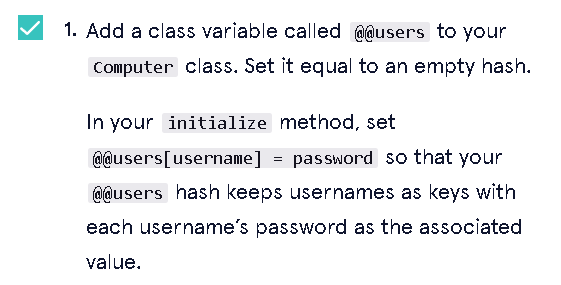 1. Add a class variable called @@users to your
Computer class. Set it equal to an empty hash.
In your initialize method, set
@@users[username] = password so that your
@@users hash keeps usernames as keys with
each username’s password as the associated
value.